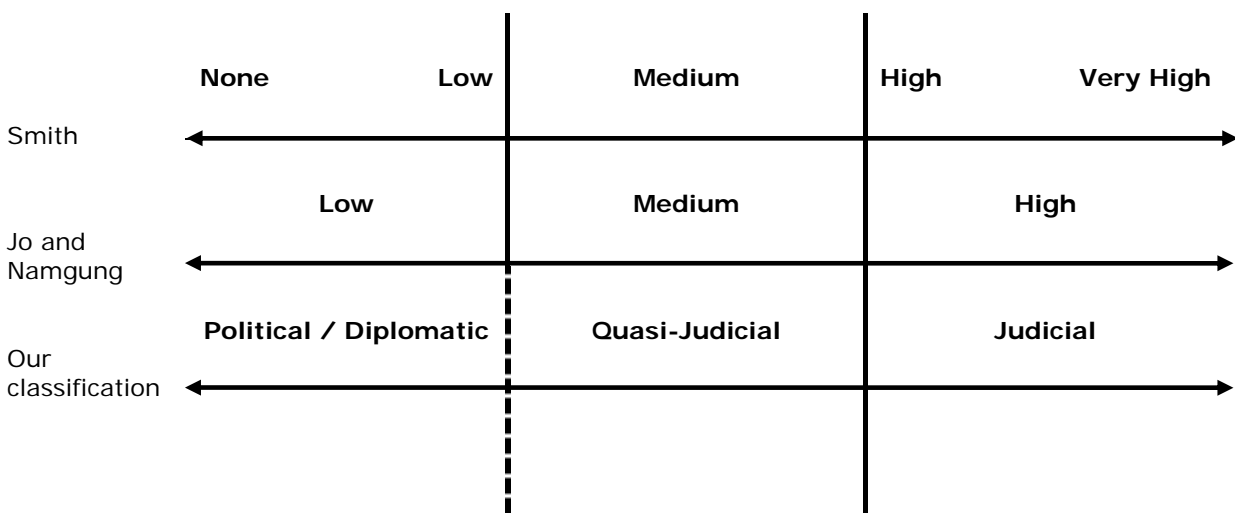 None Low Medium High Very High
Smith
Low Medium High
Jo and
Namgung
Political / Diplomatic Quasi-Judicial Judicial
Our
classification